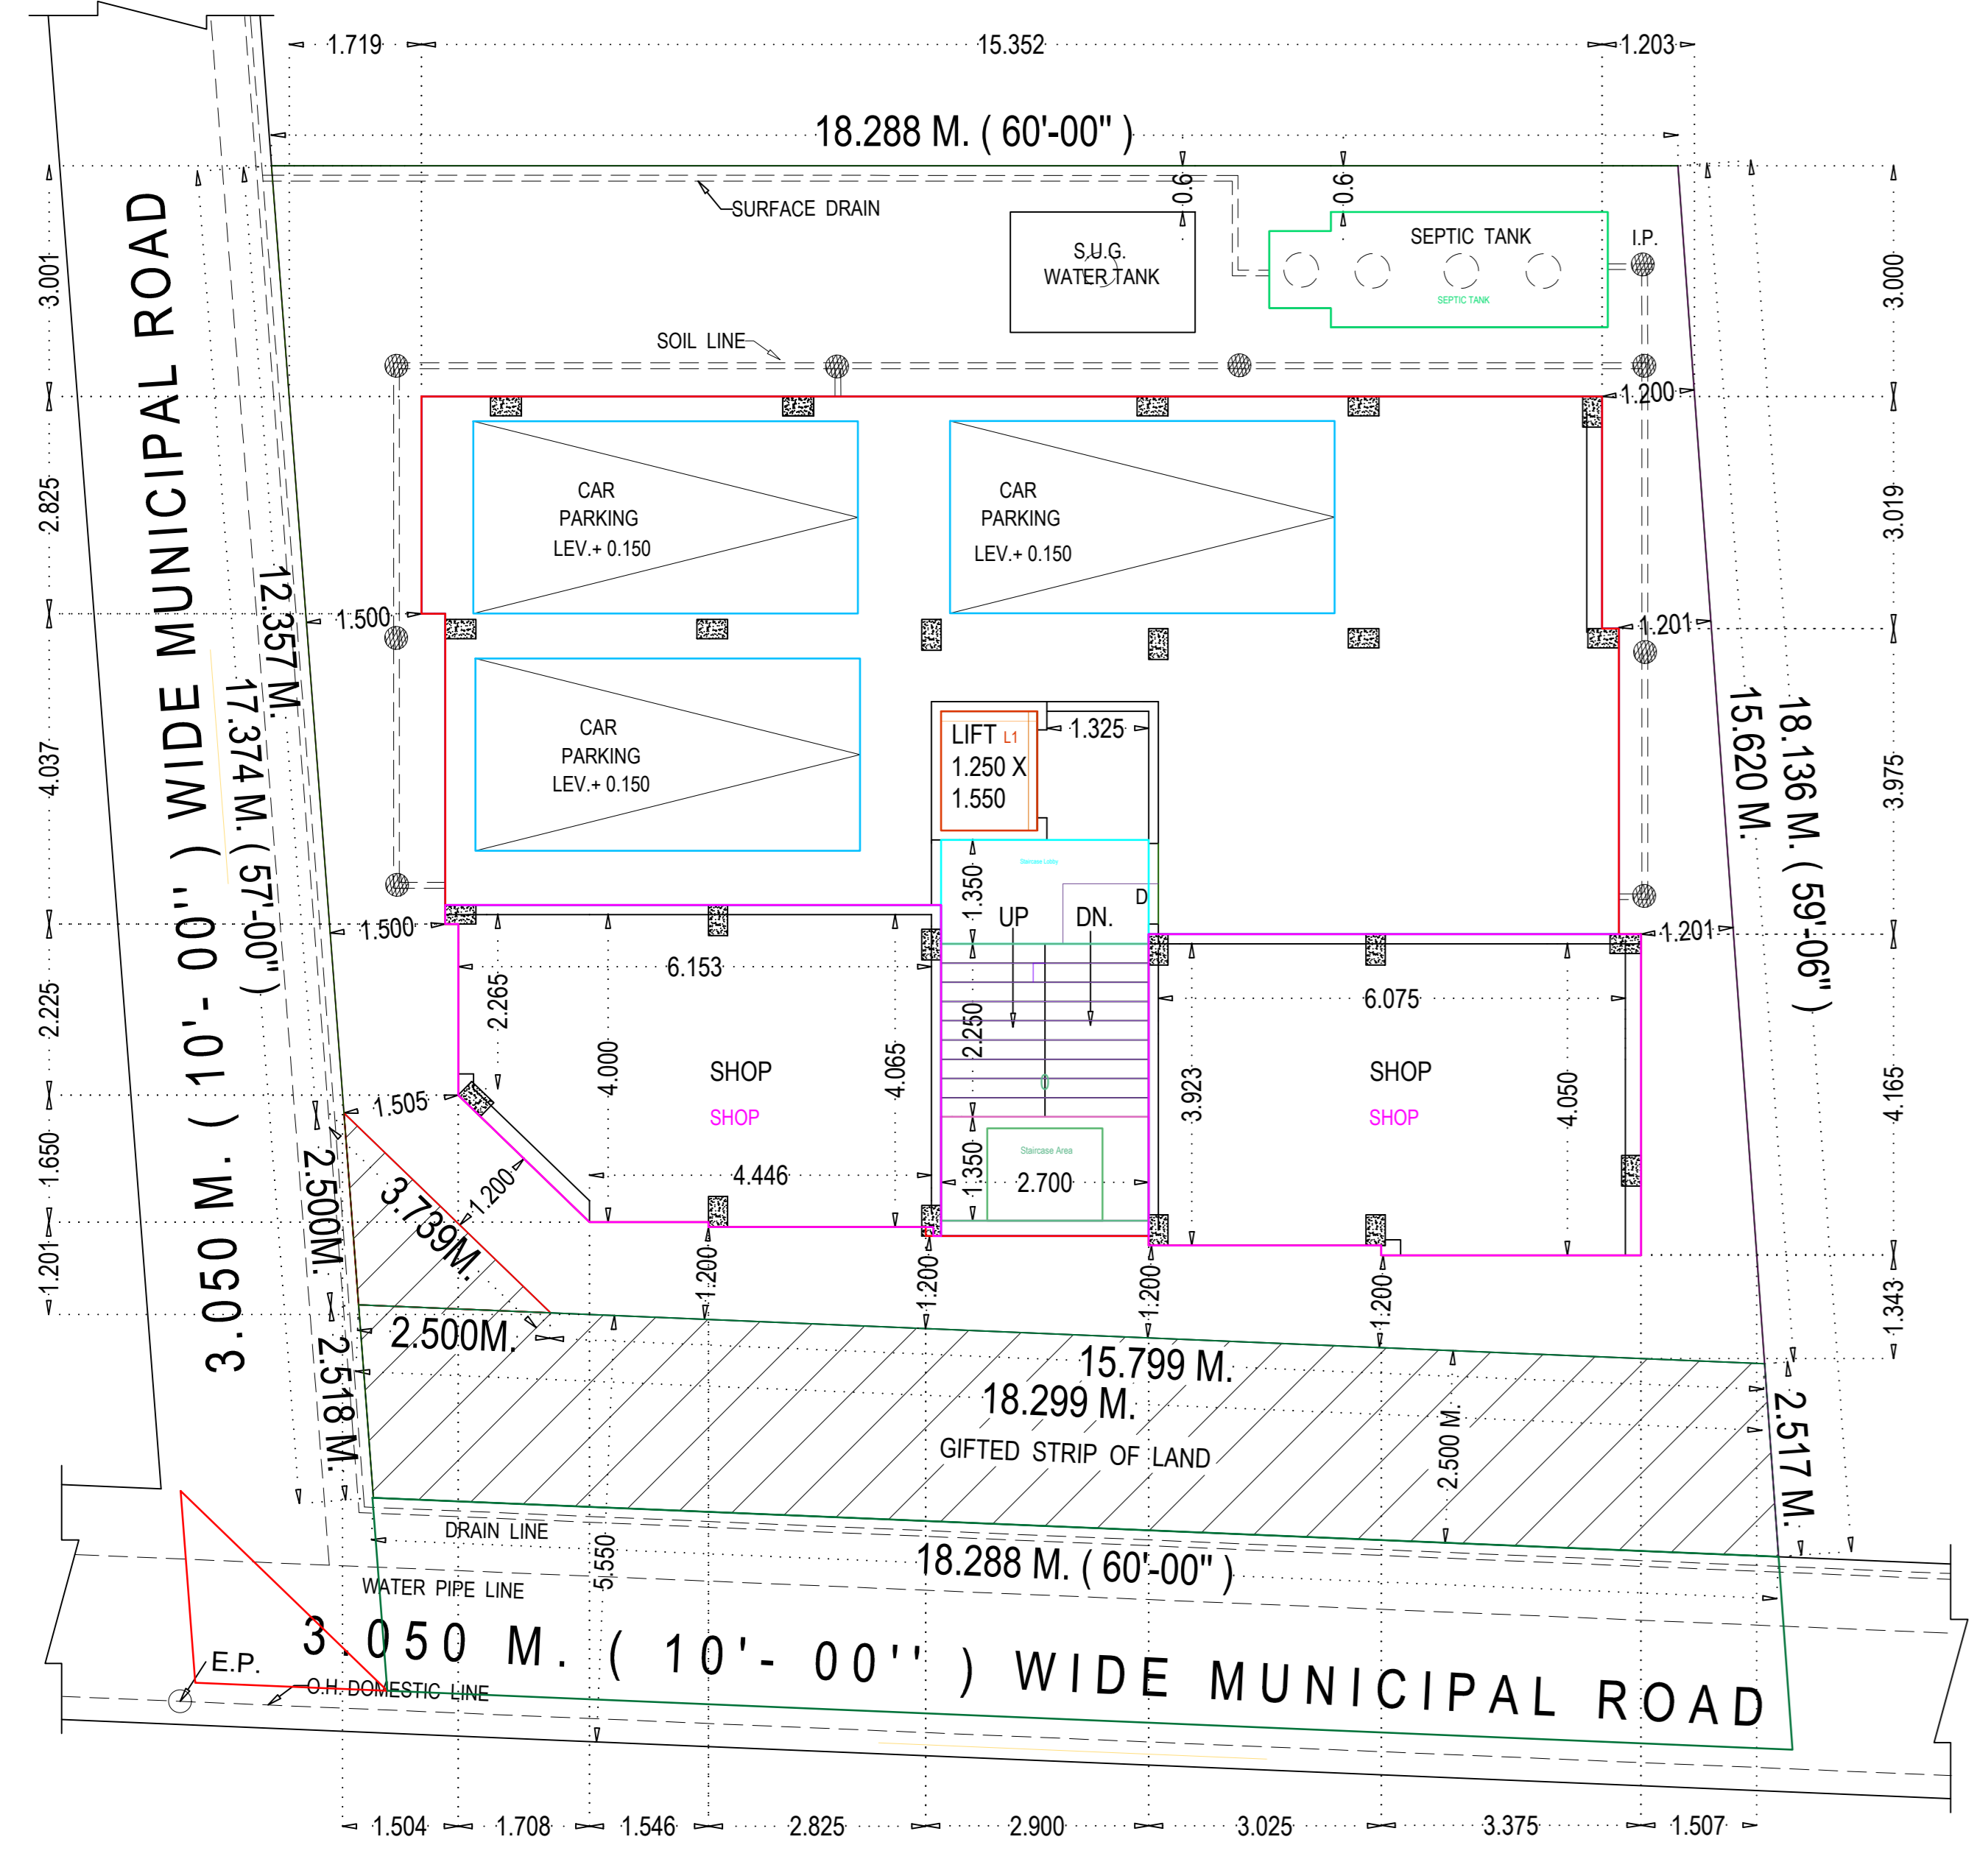 1.719
15.352
1.203
18.288 M. ( 60'-00" )
SURFACE DRAIN
0.6
0.6
S.U.G.
WATER TANK
SEPTIC TANK
SEPTIC TANK
I.P.
SOIL LINE
3.001
3.000
1.200
2.825
3.019
CAR
PARKING
LEV.+ 0.150
CAR
PARKING
LEV.+ 0.150
1.500
1.201
12.357 M.
17.374 M. ( 57'-00" )
3.050 M. ( 10'- 00'' ) WIDE MUNICIPAL ROAD
CAR
PARKING
LEV.+ 0.150
LIFT L1
1.250 X
1.550
1.325
15.620 M.
18.136 M. ( 59'-06" )
4.037
3.975
Staircase Lobby
1.350
D
UP
DN.
1.500
1.201
6.153
6.075
2.265
2.225
2.250
4.000
4.065
3.923
4.050
4.165
SHOP
SHOP
SHOP
SHOP
1.505
1.650
2.500M.
3.739M.
1.200
4.446
1.350
Staircase Area
2.700
1.201
1.200
1.200
1.200
1.200
1.343
2.500M.
2.518 M.
15.799 M.
18.299 M.
GIFTED STRIP OF LAND
2.500 M.
2.517 M.
DRAIN LINE
18.288 M. ( 60'-00" )
5.550
WATER PIPE LINE
3.050 M. ( 10'- 00'' ) WIDE MUNICIPAL ROAD
E.P.
O.H. DOMESTIC LINE
1.504
1.708
1.546
2.825
2.900
3.025
3.375
1.507